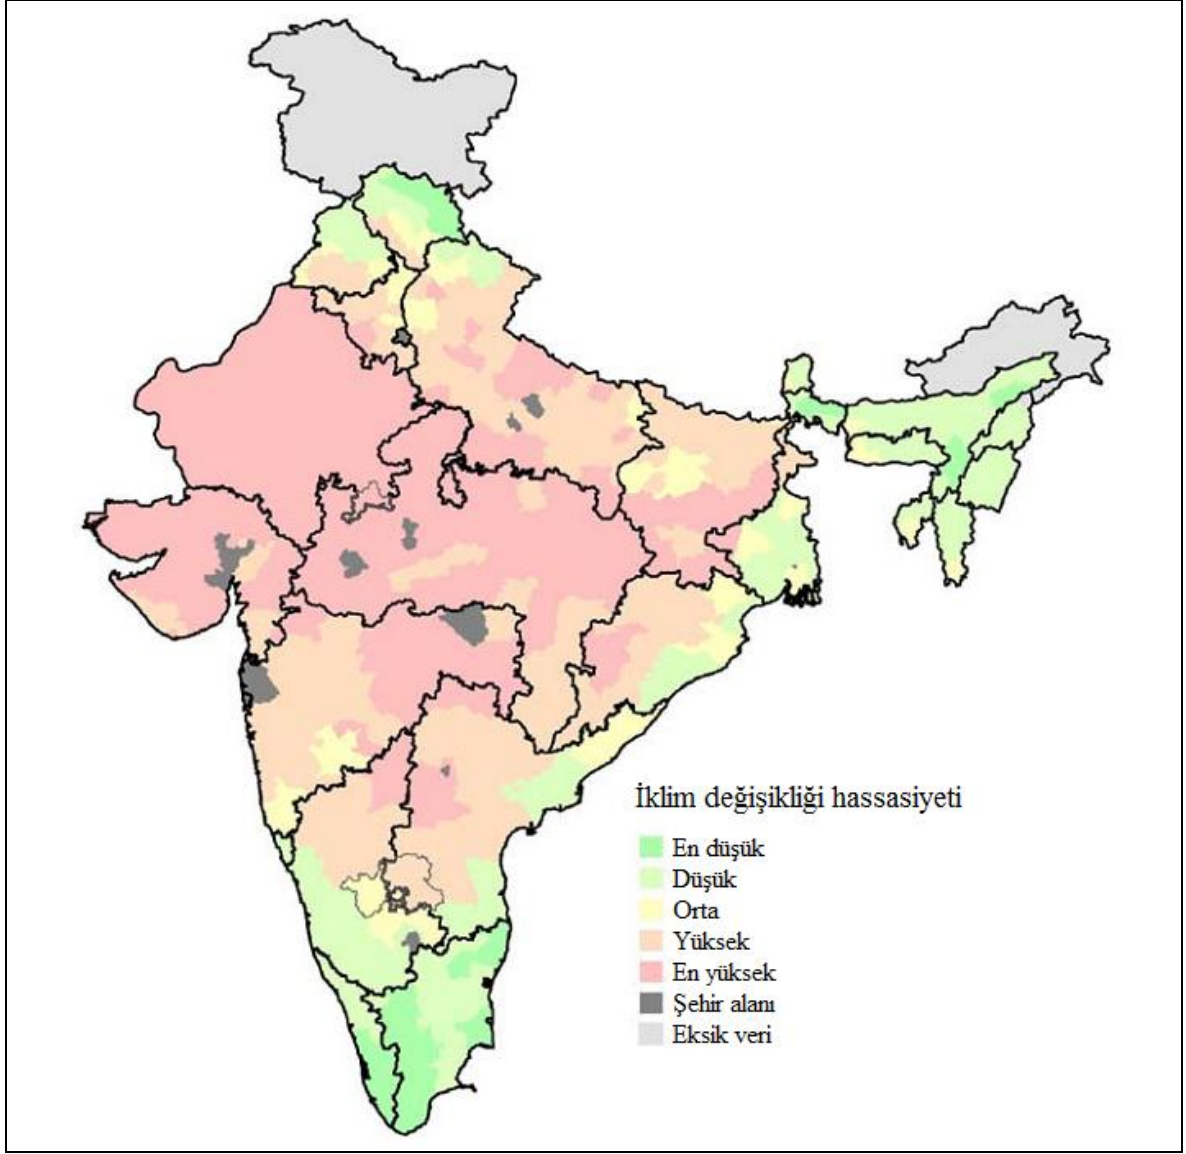 İklim değişikliği hassasiyeti
En düşük
Düşük
Orta
Yüksek
En yüksek
Şehir alanı
Eksik veri